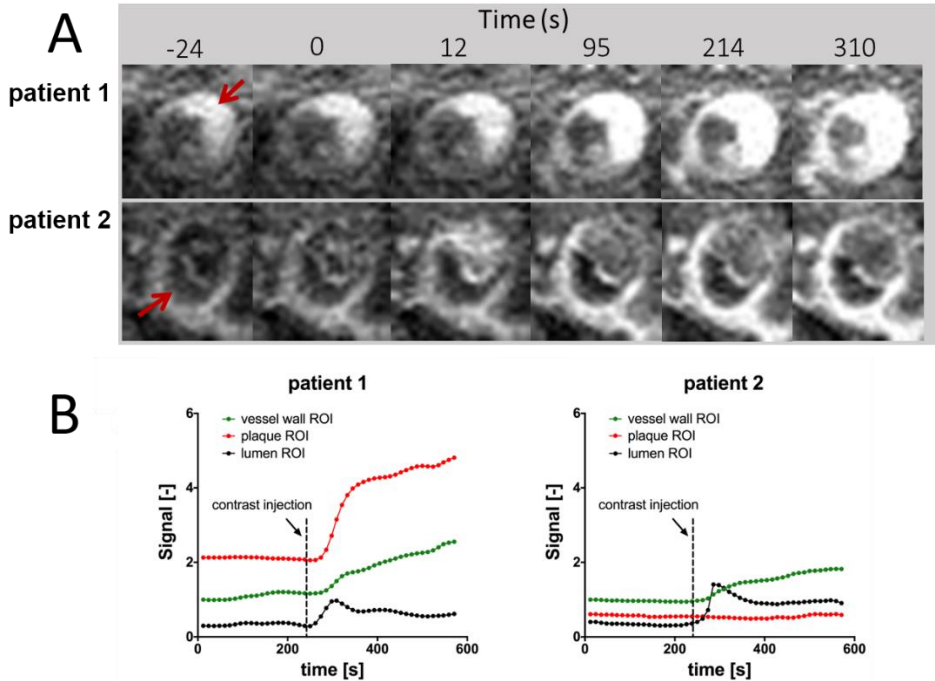 A
Time (s)
-24 0 12 95 214 310
patient 1
patient 2
B
patient 1
Signal [-]
6
4
2
0
vessel wall ROI
plaque ROI
lumen ROI
contrast injection
0 200 400 600
time [s]
patient 2
Signal [-]
6
4
2
0
vessel wall ROI
plaque ROI
lumen ROI
contrast injection
0 200 400 600
time [s]